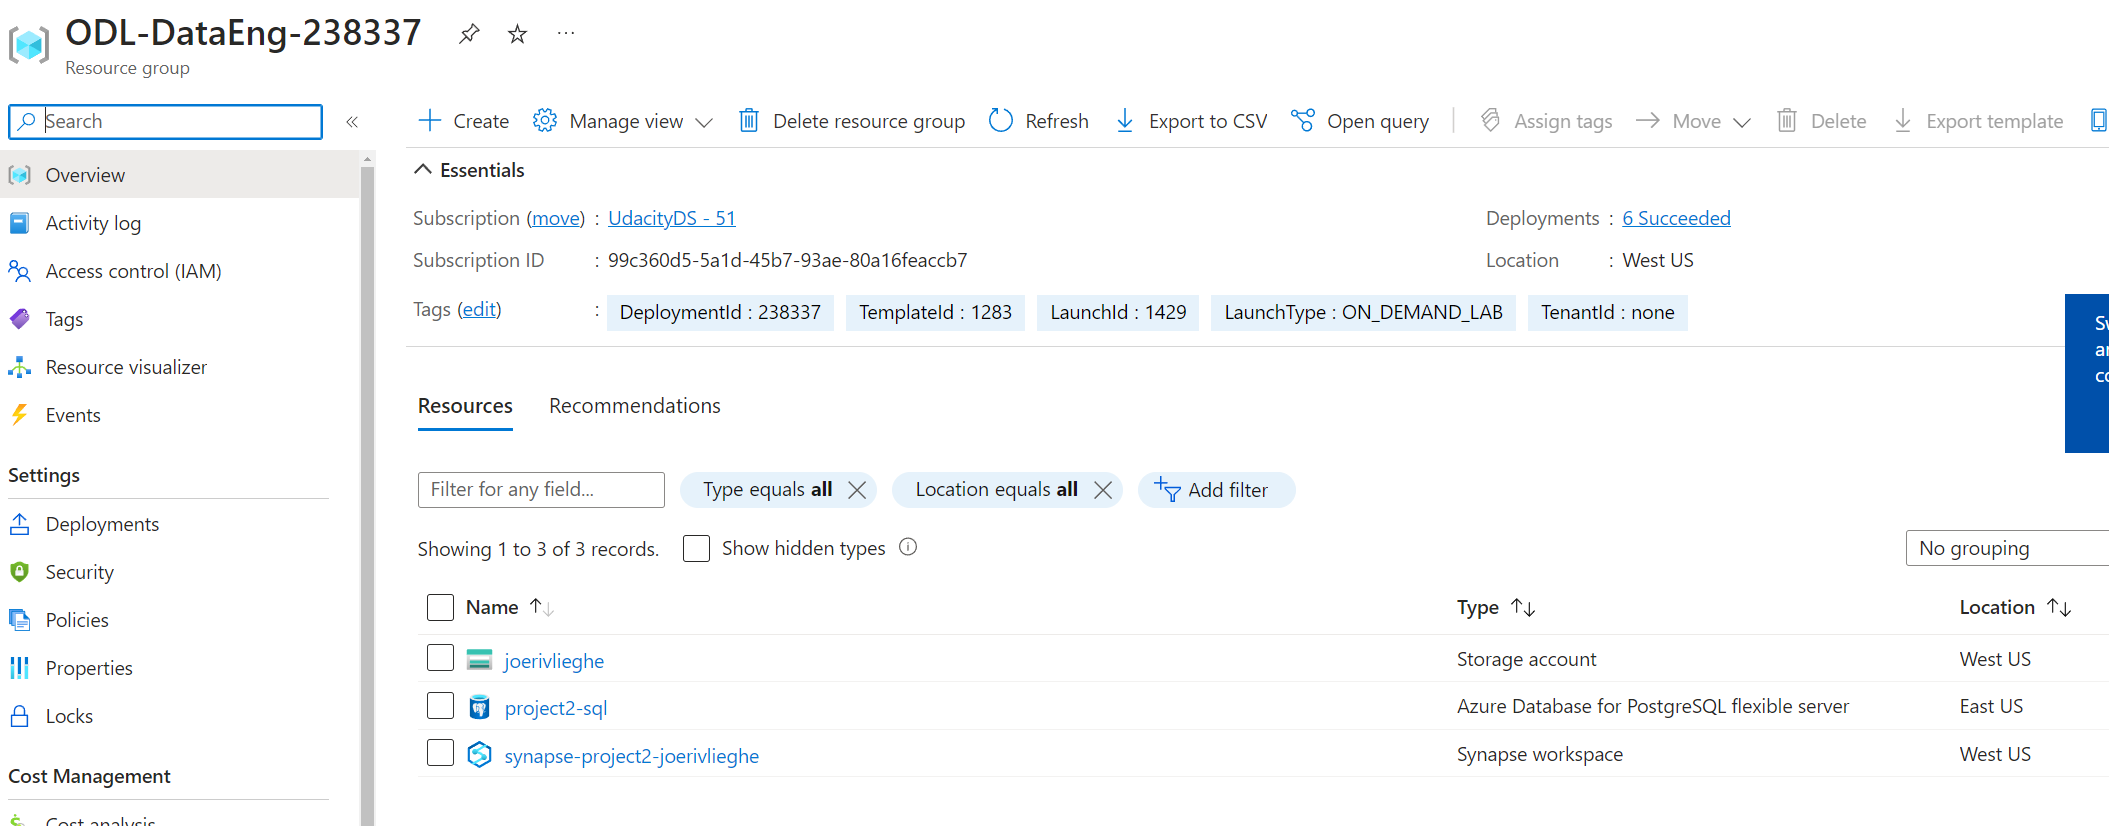 ODL-DataEng-238337
Resource group
Search
«
Create
Manage view
Delete resource group
Refresh
Export to CSV
Open query
Assign tags
Move
Delete
Export template
Overview
Activity log
Access control (IAM)
Tags
Resource visualizer
Events
Settings
Deployments
Security
Policies
Properties
Locks
Cost Management
Cost analysis
Essentials
Subscription (move) : UdacityDS - 51
Deployments : 6 Succeeded
Subscription ID : 99c360d5-5a1d-45b7-93ae-80a16feaccb7
Location : West US
Tags (edit) : DeploymentId : 238337 TemplateId : 1283 LaunchId : 1429 LaunchType : ON_DEMAND_LAB TenantId : none
Resources Recommendations
Filter for any field... Type equals all Location equals all Add filter
Showing 1 to 3 of 3 records. Show hidden types
No grouping
Name Type Location
joerivlieghe Storage account West US
project2-sql Azure Database for PostgreSQL flexible server East US
synapse-project2-joerivlieghe Synapse workspace West US